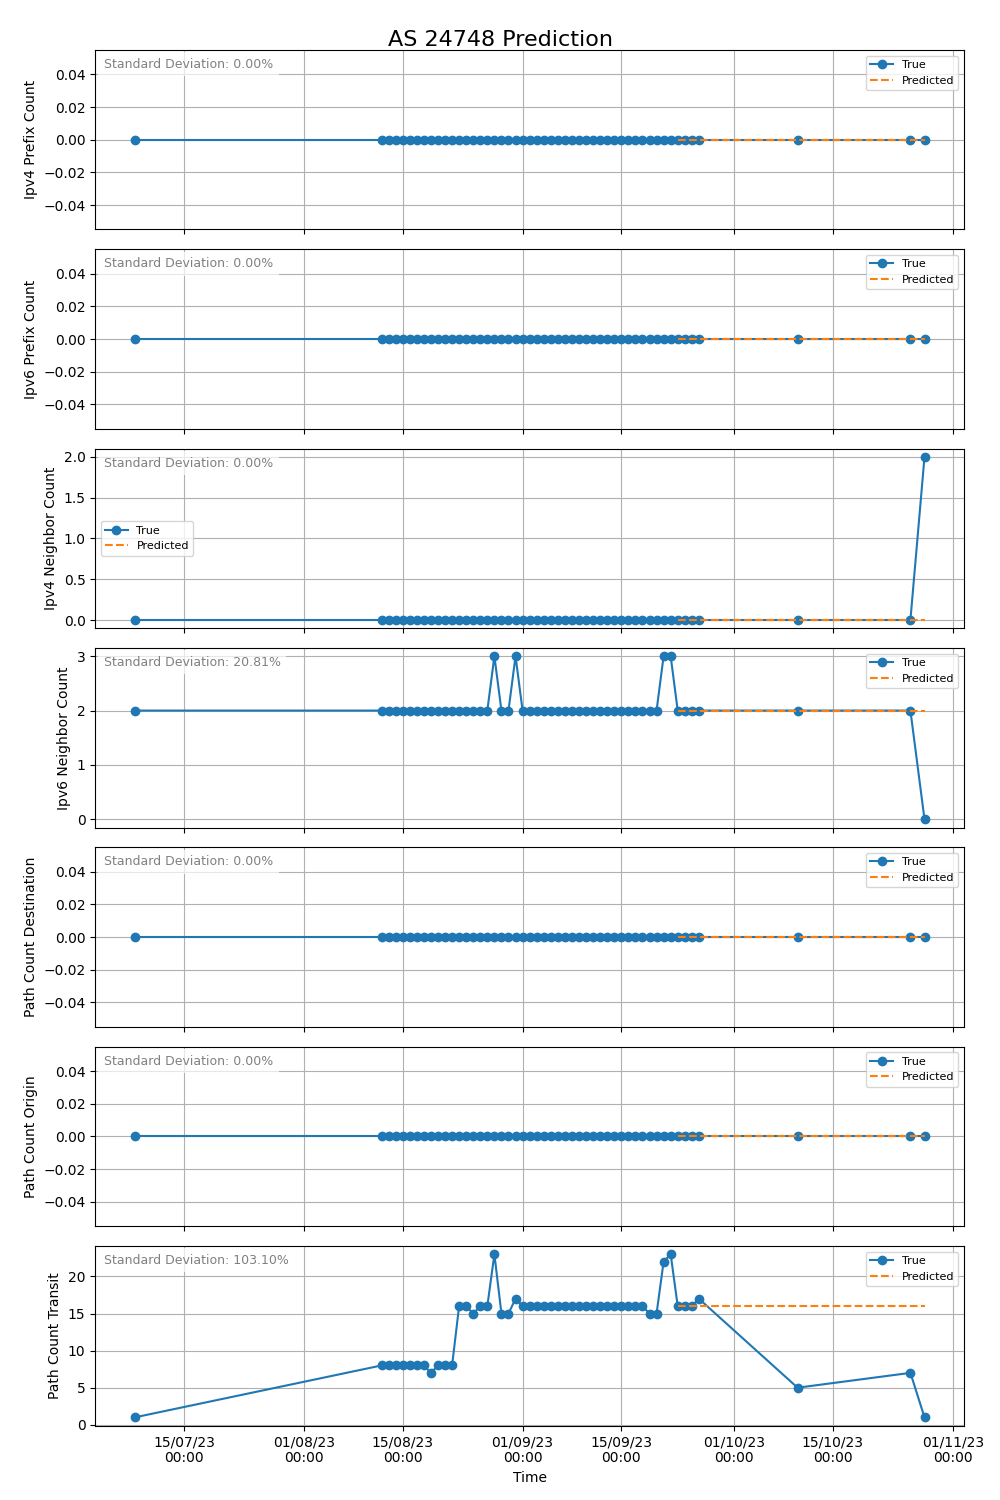 AS 24748 Prediction
Standard Deviation: 0.00%
True
Predicted
Ipv4 Prefix Count
0.04
0.02
0.00
−0.02
−0.04
Standard Deviation: 0.00%
True
Predicted
Ipv6 Prefix Count
0.04
0.02
0.00
−0.02
−0.04
Standard Deviation: 0.00%
True
Predicted
Ipv4 Neighbor Count
2.0
1.5
1.0
0.5
0.0
Standard Deviation: 20.81%
True
Predicted
Ipv6 Neighbor Count
3
2
1
0
Standard Deviation: 0.00%
True
Predicted
Path Count Destination
0.04
0.02
0.00
−0.02
−0.04
Standard Deviation: 0.00%
True
Predicted
Path Count Origin
0.04
0.02
0.00
−0.02
−0.04
Standard Deviation: 103.10%
True
Predicted
Path Count Transit
20
15
10
5
0
15/07/23 01/08/23 15/08/23 01/09/23 15/09/23 01/10/23 15/10/23 01/11/23
00:00 00:00 00:00 00:00 00:00 00:00 00:00 00:00
Time